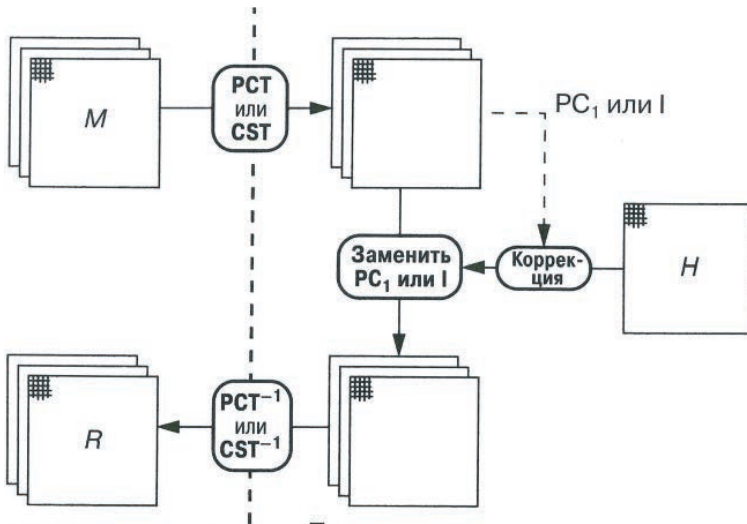 M
PCT
или
CST
PC₁ или I
Заменить
PC₁ или I
Коррек-
ция
H
R
PCT⁻¹
или
CST⁻¹